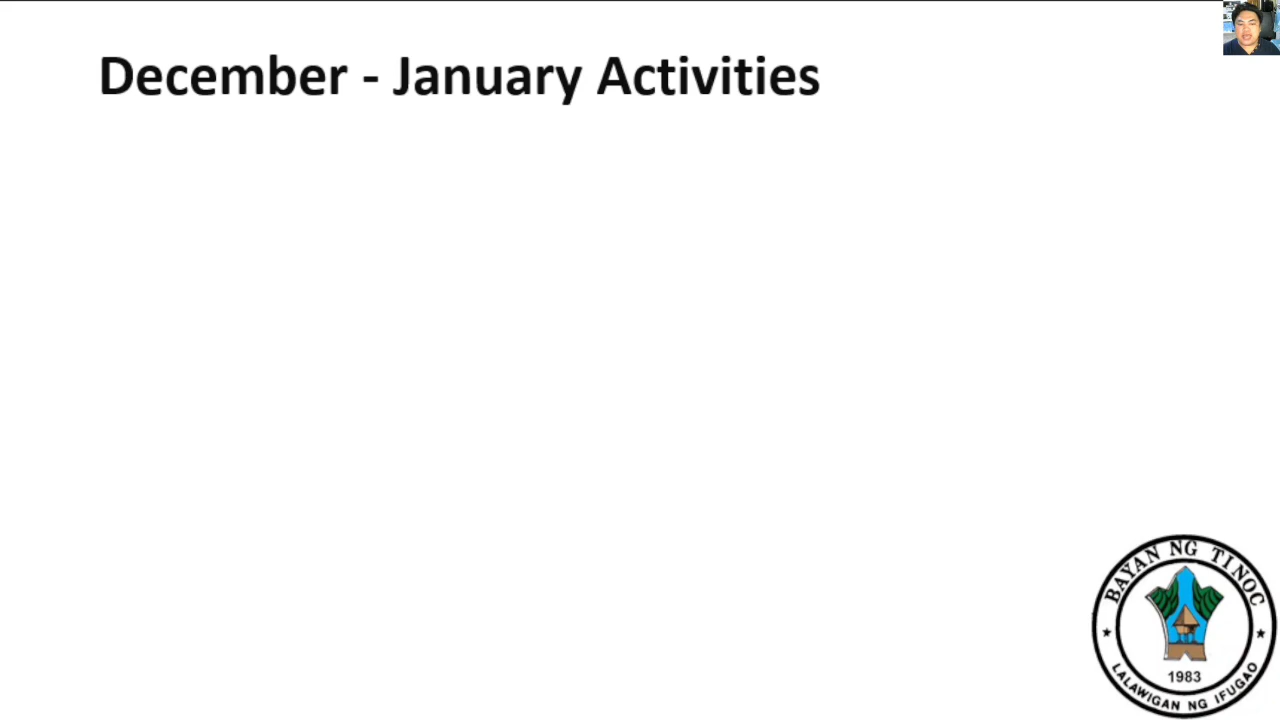 December - January Activities
BAYAN NG TINOC
1983
LALAWIGAN NG IFUGAO